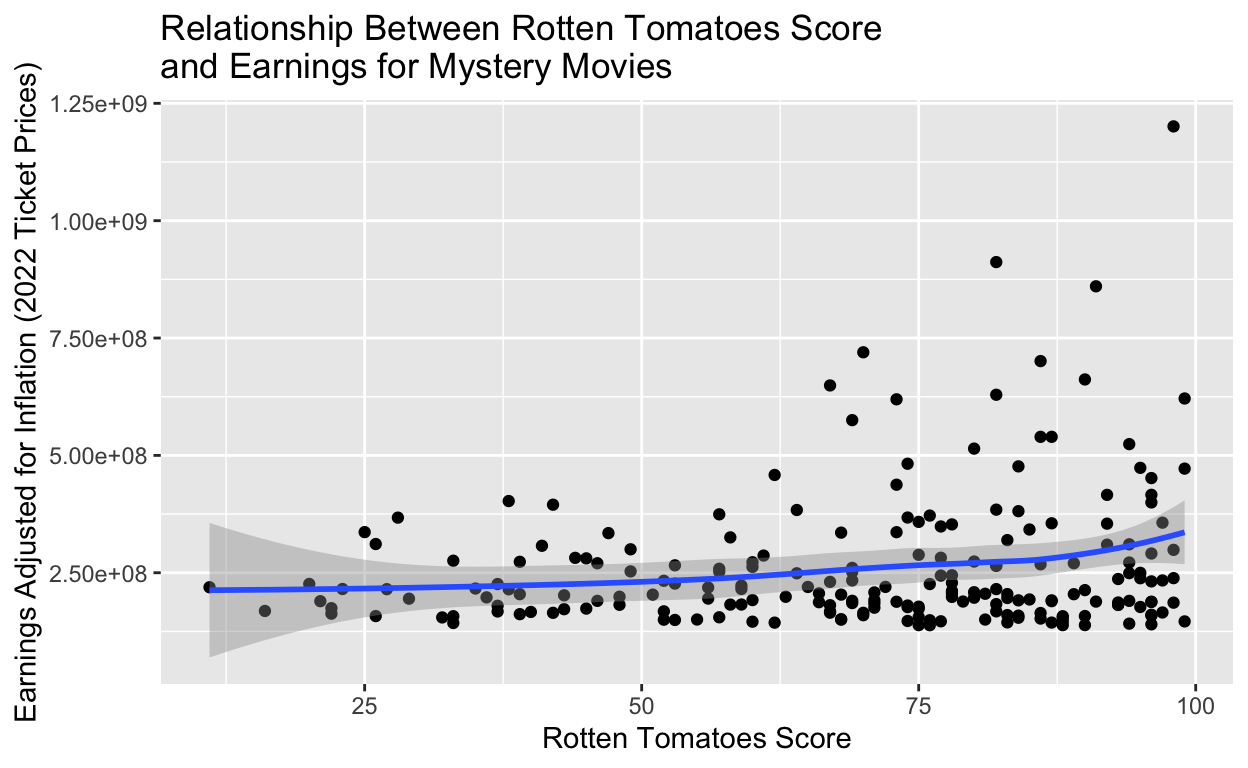 Relationship Between Rotten Tomatoes Score
and Earnings for Mystery Movies
Earnings Adjusted for Inflation (2022 Ticket Prices)
1.25e+09
1.00e+09
7.50e+08
5.00e+08
2.50e+08
25
50
75
100
Rotten Tomatoes Score